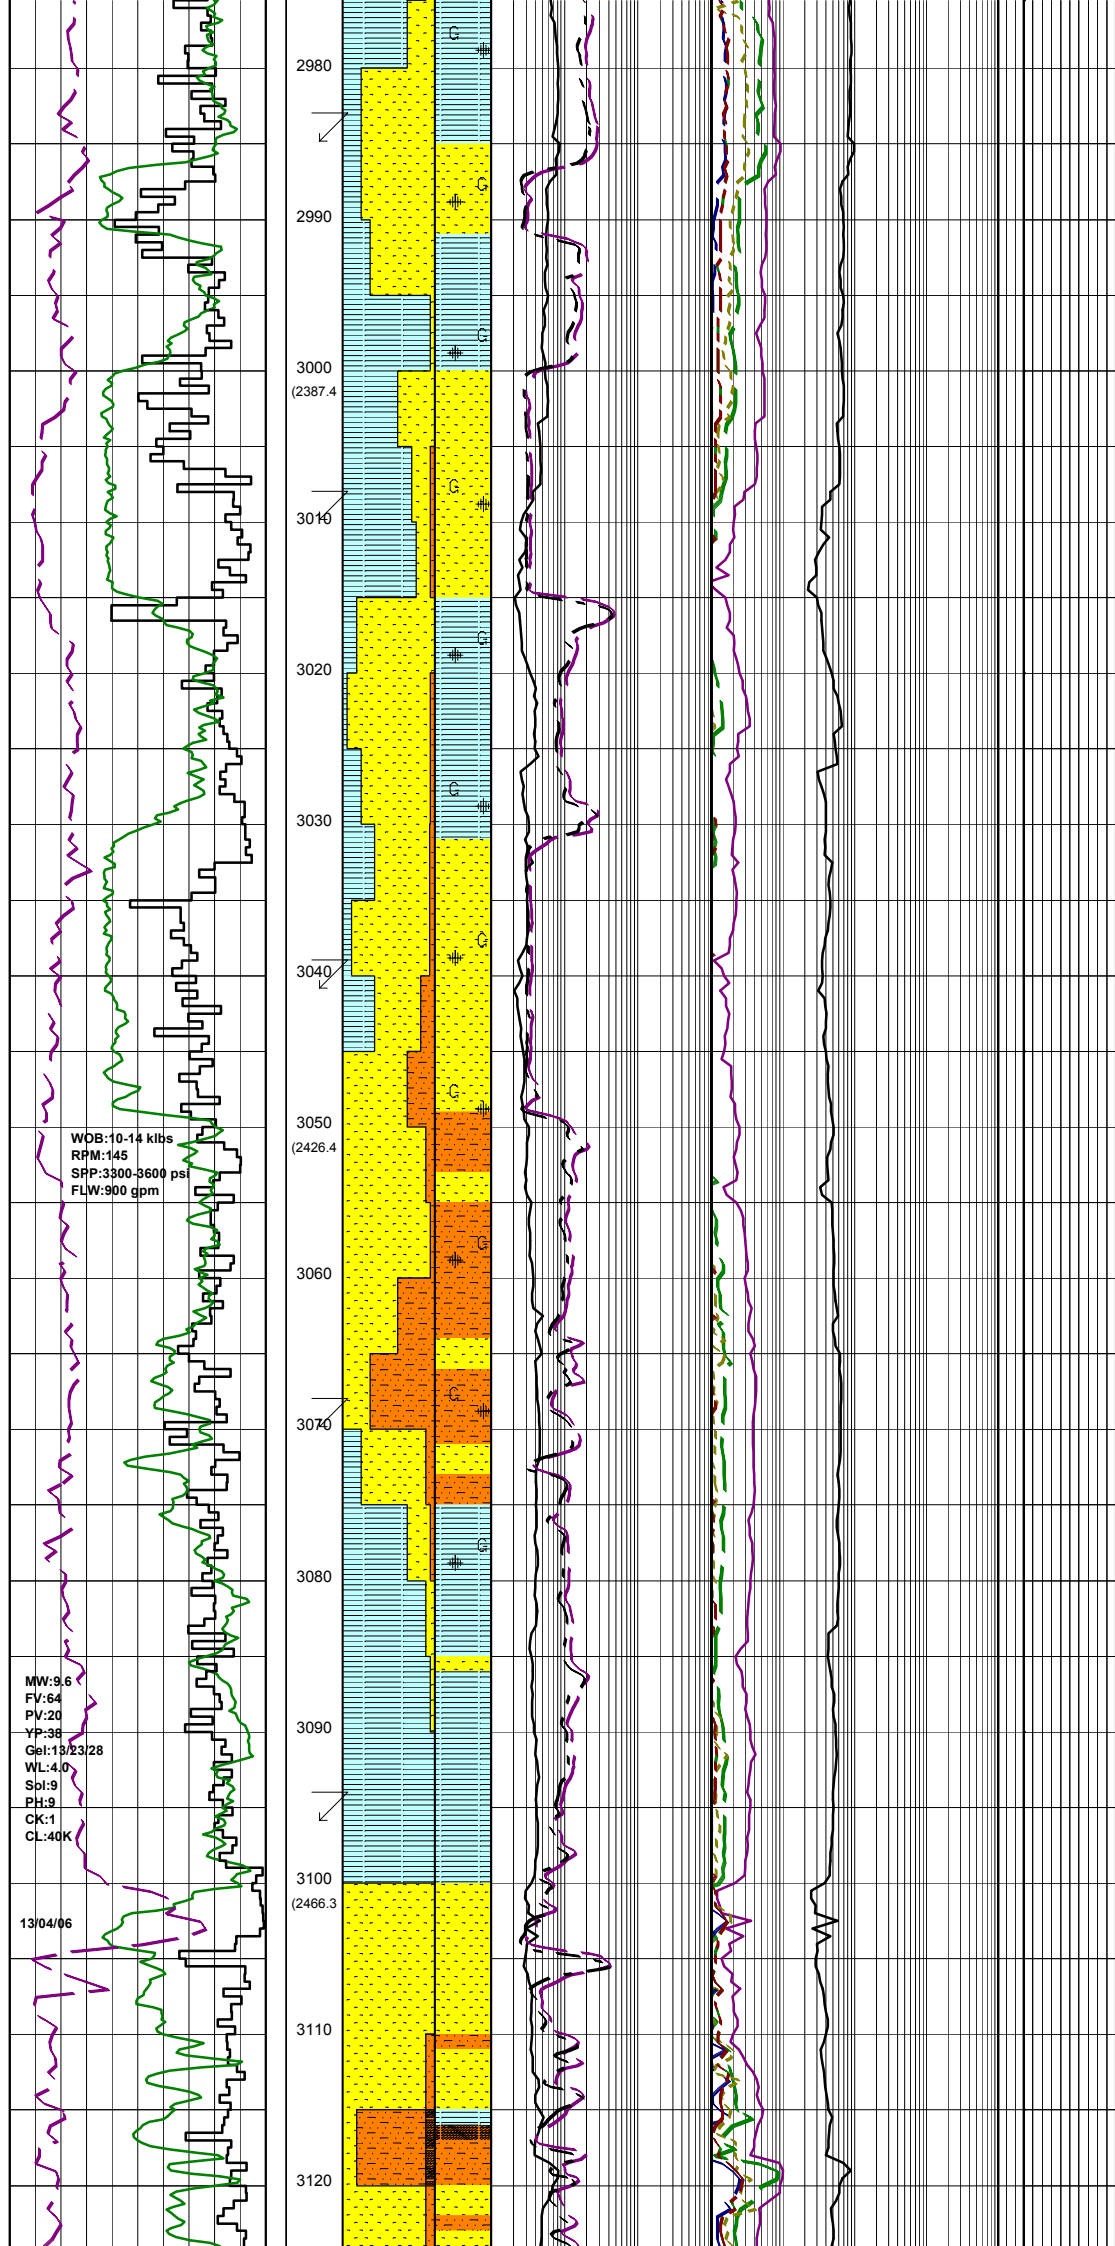 G
2980
G
2990
G
3000
(2387.4
G
3010
G
3020
G
3030
G
3040
G
3050
WOB:10-14 klbs
(2426.4
RPM:145
SPP:3300-3600 psi
FLW:900 gpm
G
3060
G
3070
G
3080
MW:9.6
FV:64
PV:20
3090
YP:38
Gel:13/23/28
WL:4.0
Sol:9
PH:9
CK:1
CL:40K
3100
(2466.3
13/04/06
3110
3120